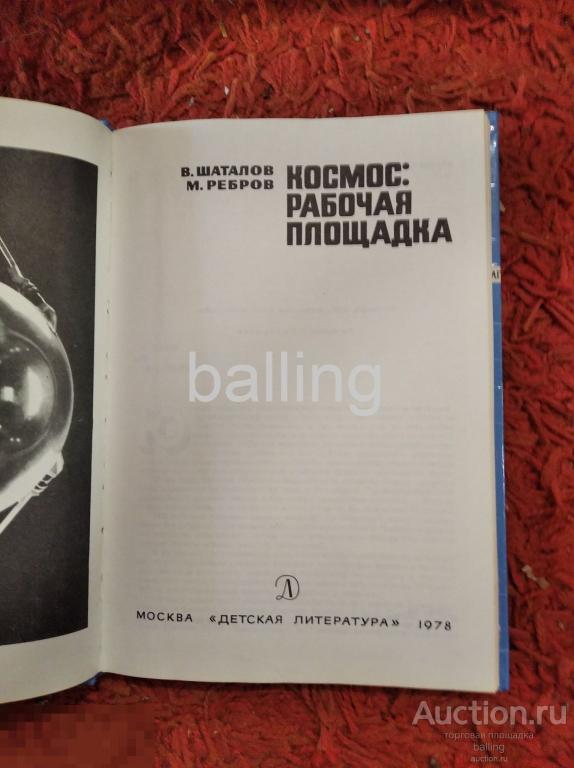 В. ШАТАЛОВ
М. РЕБРОВ
КОСМОС:
РАБОЧАЯ
ПЛОЩАДКА
balling
Д
МОСКВА «ДЕТСКАЯ ЛИТЕРАТУРА» 1978
Auction.ru
торговая площадка
balling
auction.ru